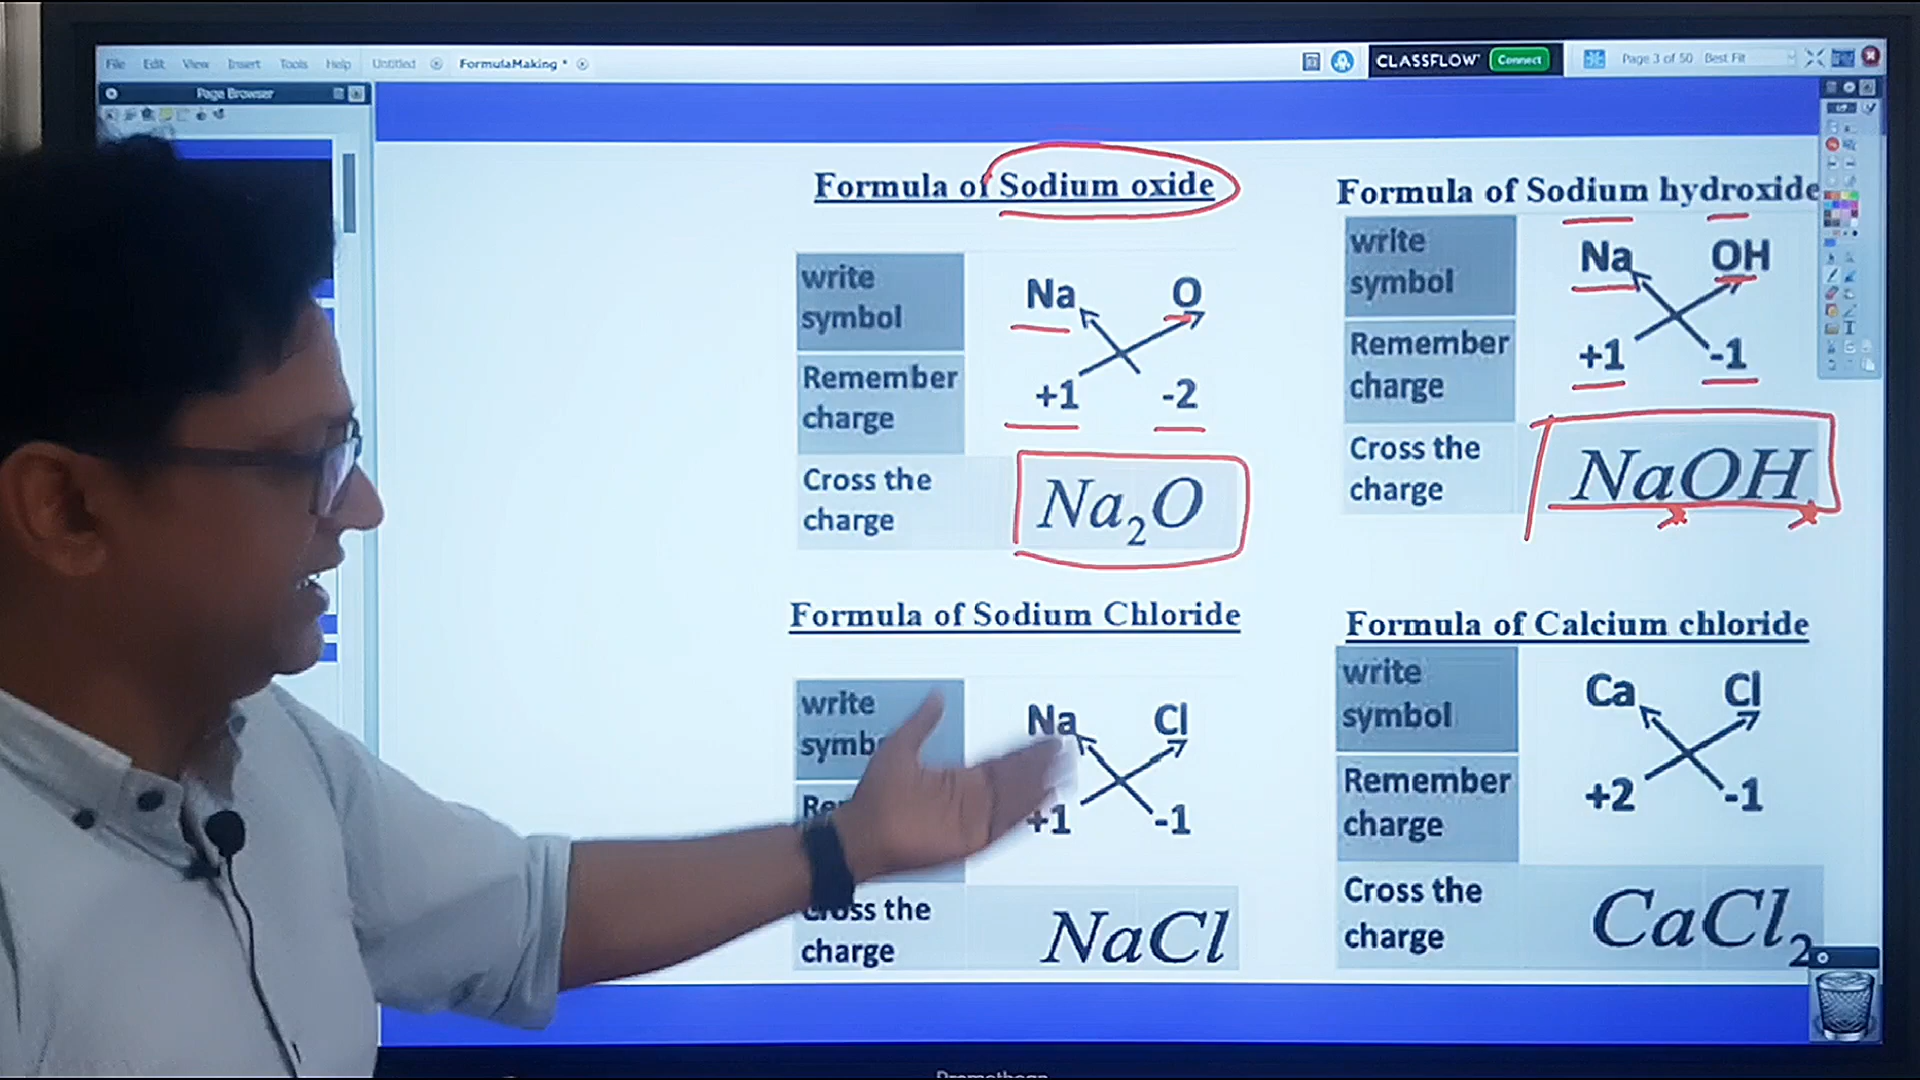 File Edit View Insert Tools Help Untitled FormulaMaking *
CLASSFLOW Connect Page 3 of 50 Best Fit
Page Browser
Formula of Sodium oxide
write
symbol
Na O
Remember
charge
+1 -2
Cross the
charge
Na₂O
Formula of Sodium hydroxide
write
symbol
Na OH
Remember
charge
+1 -1
Cross the
charge
NaOH
Formula of Sodium Chloride
write
Na Cl
+1 -1
Cross the
charge
NaCl
Formula of Calcium chloride
write
symbol
Ca Cl
Remember
charge
+2 -1
Cross the
charge
CaCl₂